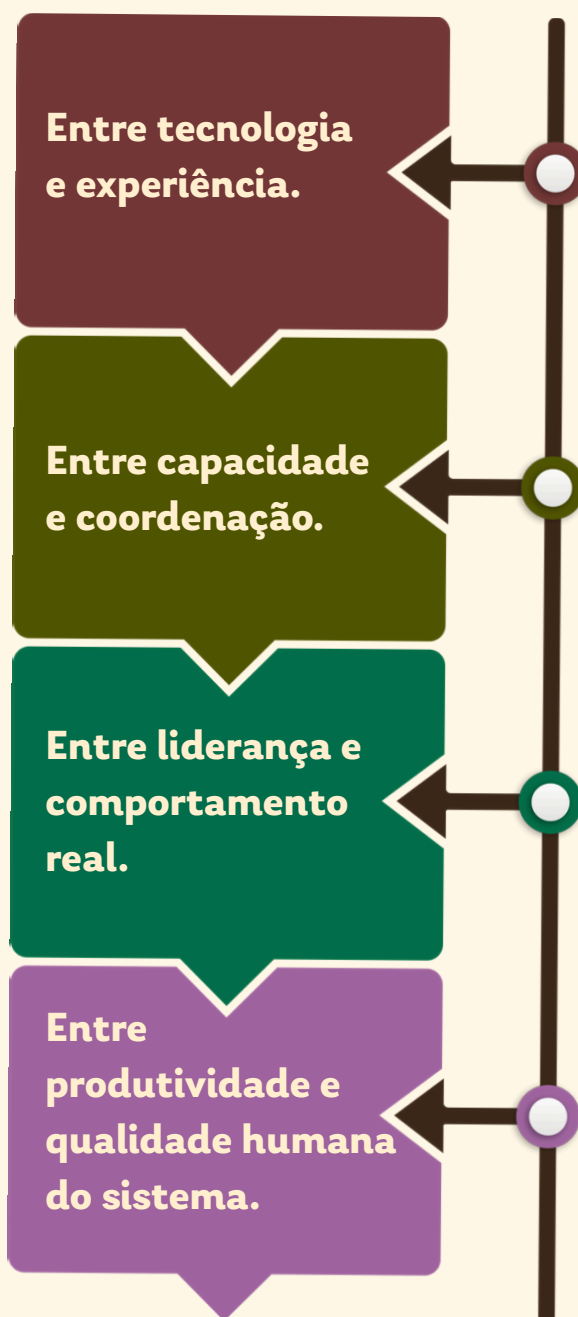 Entre tecnologia
e experiência.
Entre capacidade
e coordenação.
Entre liderança e
comportamento
real.
Entre
produtividade e
qualidade humana
do sistema.